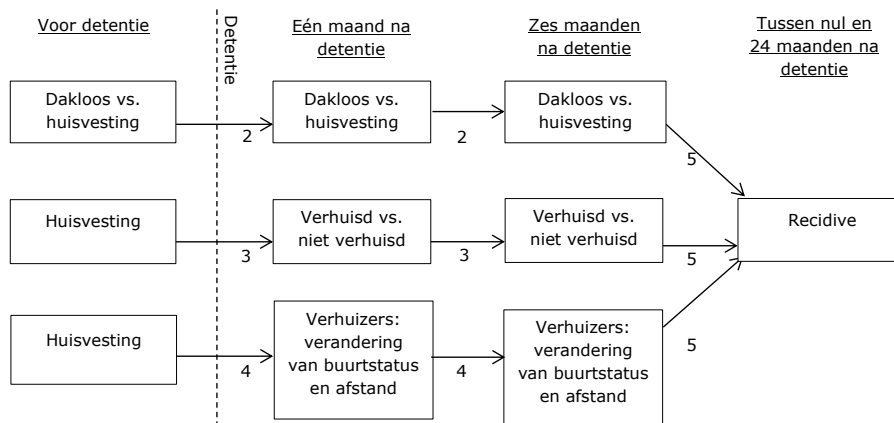 Voor detentie
Detentie
Eén maand na
detentie
Zes maanden
na detentie
Tussen nul en
24 maanden na
detentie
Dakloos vs.
huisvesting
2
Dakloos vs.
huisvesting
2
Dakloos vs.
huisvesting
5
Huisvesting
3
Verhuisd vs.
niet verhuisd
3
Verhuisd vs.
niet verhuisd
5
Recidive
Huisvesting
4
Verhuizers:
verandering
van buurtstatus
en afstand
4
Verhuizers:
verandering
van buurtstatus
en afstand
5